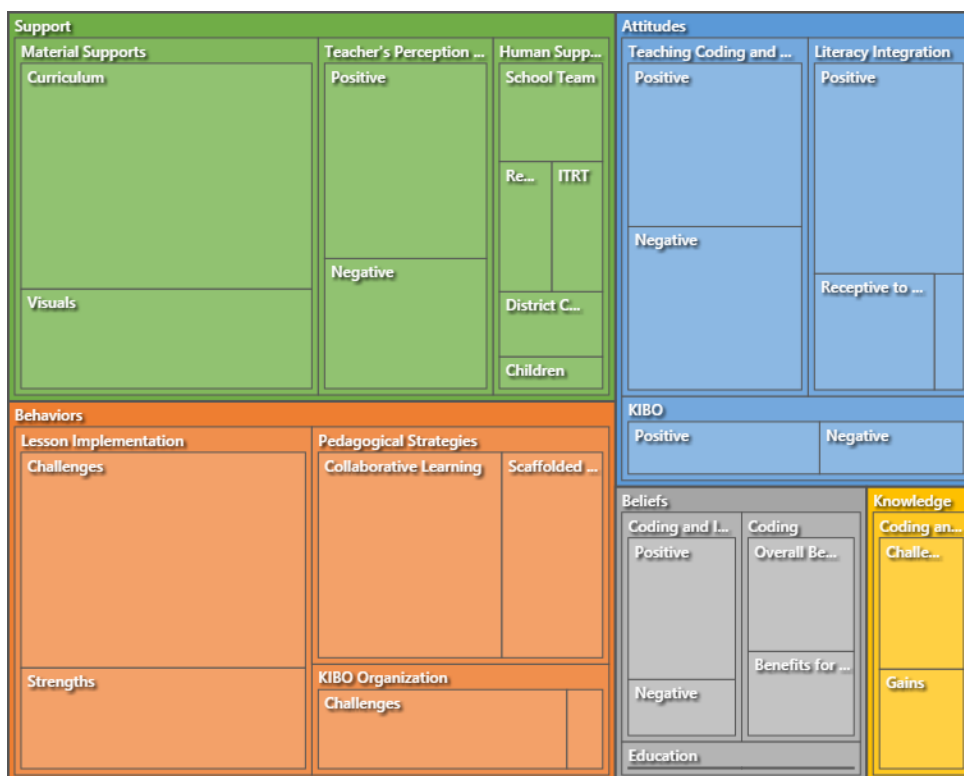 Support
Material Supports
Curriculum
Visuals
Teacher's Perception ...
Positive
Negative
Human Supp...
School Team
Re...
ITRT
District C...
Children
Attitudes
Teaching Coding and ...
Positive
Negative
Literacy Integration
Positive
Receptive to ...
KIBO
Positive
Negative
Behaviors
Lesson Implementation
Challenges
Strengths
Pedagogical Strategies
Collaborative Learning
Scaffolded ...
KIBO Organization
Challenges
Beliefs
Coding and I...
Positive
Negative
Coding
Overall Be...
Benefits for ...
Education
Knowledge
Coding an...
Challe...
Gains